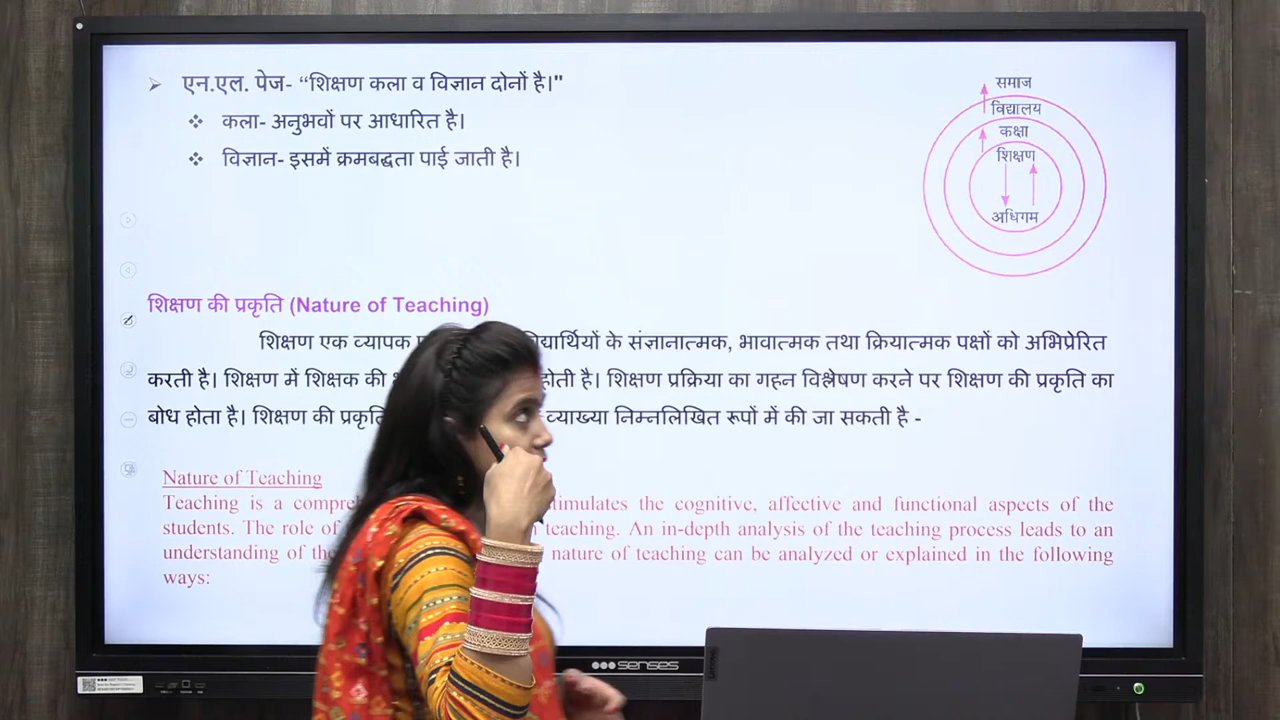 एन.एल. पेज- “शिक्षण कला व विज्ञान दोनों है।"
कला- अनुभवों पर आधारित है।
विज्ञान- इसमें क्रमबद्धता पाई जाती है।
समाज
विद्यालय
कक्षा
शिक्षण
अधिगम
शिक्षण की प्रकृति (Nature of Teaching)
शिक्षण एक व्यापक के संज्ञानात्मक, भावात्मक तथा क्रियात्मक पक्षों को अभिप्रेरित
करती है। शिक्षण में शिक्षक की होती है। शिक्षण प्रक्रिया का गहन विश्लेषण करने पर शिक्षण की प्रकृति का
बोध होता है। शिक्षण की व्याख्या निम्नलिखित रूपों में की जा सकती है -
Nature of Teaching
Teaching is a stimulates the cognitive, affective and functional aspects of the
students. The role of teaching. An in-depth analysis of the teaching process leads to an
understanding of the nature of teaching can be analyzed or explained in the following
ways:
senses
Lenovo